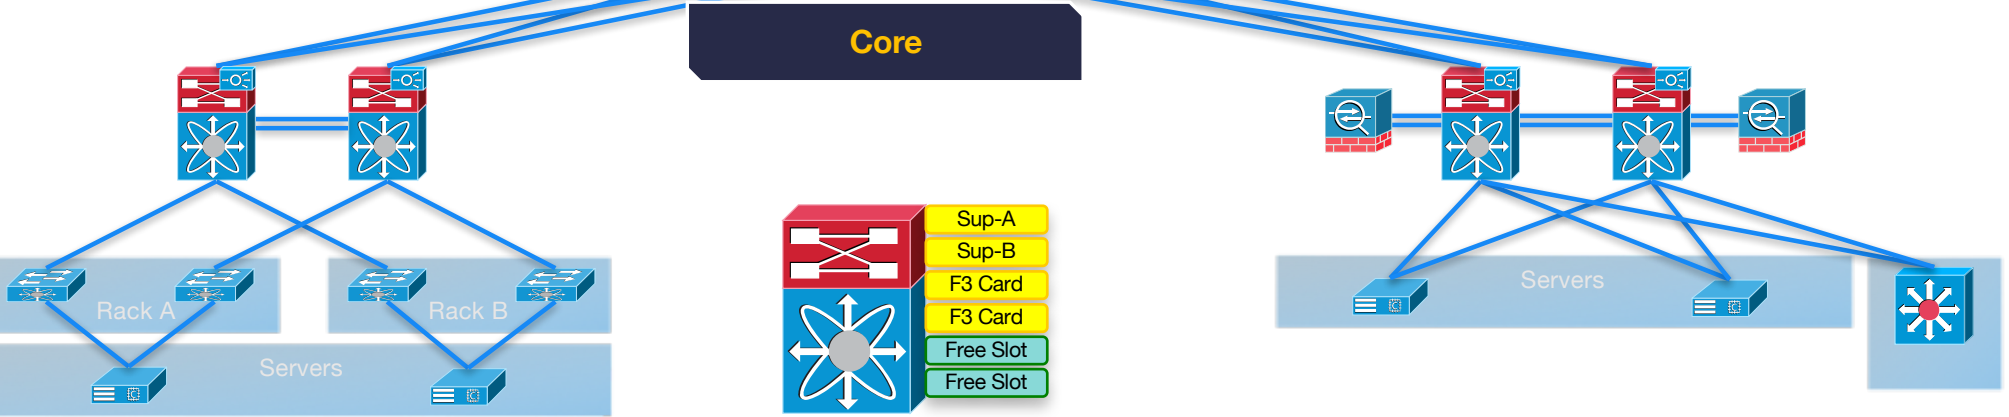 Core
Sup-A
Sup-B
F3 Card
F3 Card
Free Slot
Free Slot
Rack A
Rack B
Servers
Servers